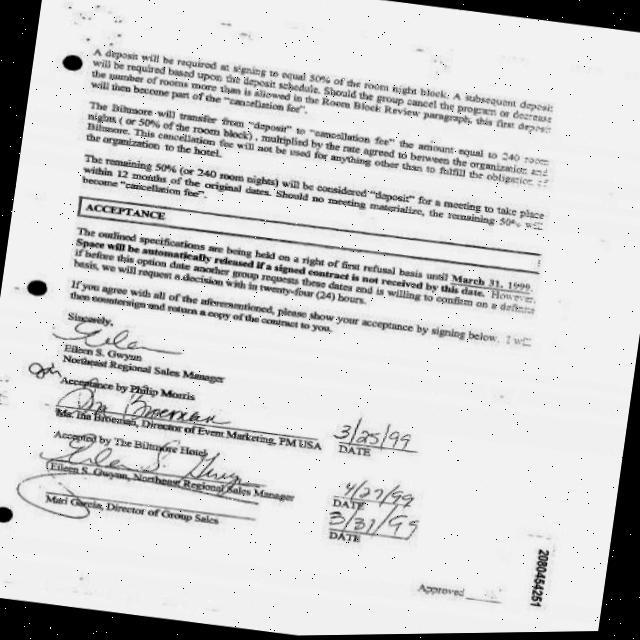 A deposit will be required at signing to equal 50% of the room night block. A subsequent deposit
will be required based upon the deposit schedule. Should the group cancel the program or decrease
the number of rooms more than is allowed in the Room Block Review paragraph, this first deposit
will then become part of the "cancellation fee".
The Biltmore will transfer from "deposit" to "cancellation fee" the amount equal to 240 room
nights ( or 50% of the room block) , multiplied by the rate agreed to between the organization and
Biltmore. This cancellation fee will not be used for anything other than to fulfill the obligation of
the organization to the hotel.
The remaining 50% (or 240 room nights) will be considered "deposit" for a meeting to take place
within 12 months of the original dates. Should no meeting materialize, the remaining 50% will
become "cancellation fee".
ACCEPTANCE
The outlined specifications are being held on a right of first refusal basis until March 31, 1999.
Space will be automatically released if a signed contract is not received by this date. However,
if before this option date another group requests these dates and is willing to confirm on a definite
basis, we will request a decision with in twenty-four (24) hours.
If you agree with all of the aforementioned, please show your acceptance by signing below. I will
then countersign and return a copy of the contract to you.
Sincerely,
Eileen
Eileen S. Gwyun
Northeast Regional Sales Manager
Acceptance by Philip Morris
Ina Broeman 3/25/99
Ms. Ina Broeman, Director of Event Marketing, PM USA DATE
Accepted by The Biltmore Hotel
Eileen S. Gwyn 4/27/99
Eileen S. Gwyun, Northeast Regional Sales Manager DATE
3/31/99
Mari Garcia, Director of Group Sales DATE
Approved
2080454251